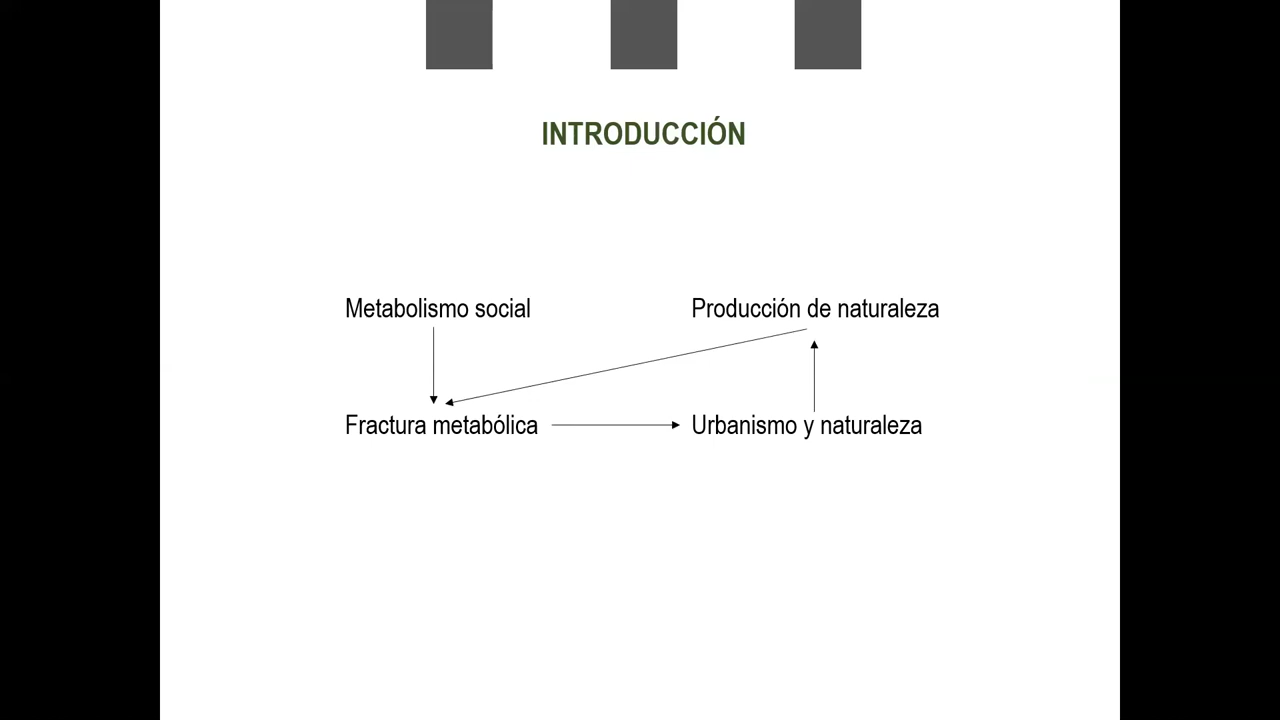 INTRODUCCIÓN
Metabolismo social
Producción de naturaleza
Fractura metabólica
Urbanismo y naturaleza